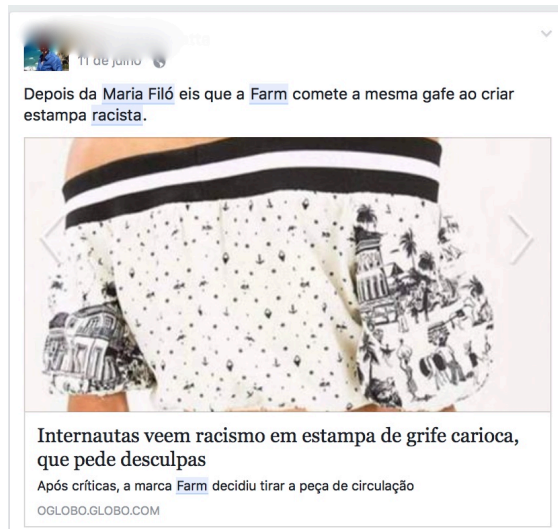 11 de julho
Depois da Maria Filó eis que a Farm comete a mesma gafe ao criar
estampa racista.
Internautas veem racismo em estampa de grife carioca,
que pede desculpas
Após críticas, a marca Farm decidiu tirar a peça de circulação
OGLOBO.GLOBO.COM